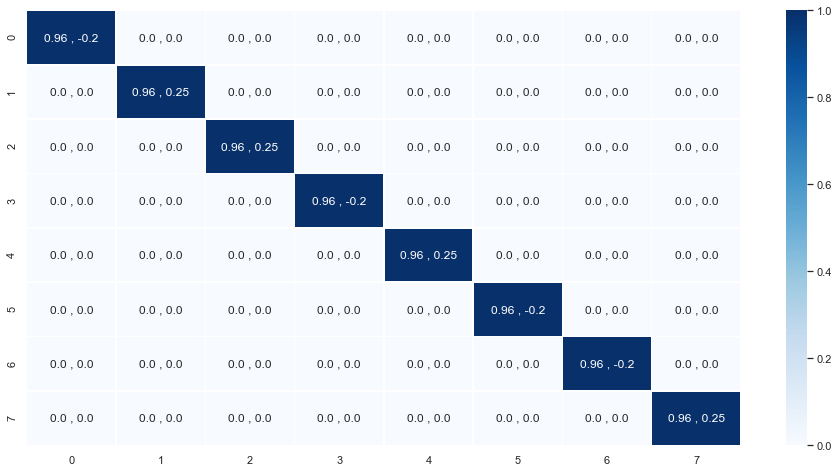 1.0
0 0.96 , -0.2 0.0 , 0.0 0.0 , 0.0 0.0 , 0.0 0.0 , 0.0 0.0 , 0.0 0.0 , 0.0 0.0 , 0.0
0.8
1 0.0 , 0.0 0.96 , 0.25 0.0 , 0.0 0.0 , 0.0 0.0 , 0.0 0.0 , 0.0 0.0 , 0.0 0.0 , 0.0
2 0.0 , 0.0 0.0 , 0.0 0.96 , 0.25 0.0 , 0.0 0.0 , 0.0 0.0 , 0.0 0.0 , 0.0 0.0 , 0.0
0.6
3 0.0 , 0.0 0.0 , 0.0 0.0 , 0.0 0.96 , -0.2 0.0 , 0.0 0.0 , 0.0 0.0 , 0.0 0.0 , 0.0
4 0.0 , 0.0 0.0 , 0.0 0.0 , 0.0 0.0 , 0.0 0.96 , 0.25 0.0 , 0.0 0.0 , 0.0 0.0 , 0.0
0.4
5 0.0 , 0.0 0.0 , 0.0 0.0 , 0.0 0.0 , 0.0 0.0 , 0.0 0.96 , -0.2 0.0 , 0.0 0.0 , 0.0
0.2
6 0.0 , 0.0 0.0 , 0.0 0.0 , 0.0 0.0 , 0.0 0.0 , 0.0 0.0 , 0.0 0.96 , -0.2 0.0 , 0.0
7 0.0 , 0.0 0.0 , 0.0 0.0 , 0.0 0.0 , 0.0 0.0 , 0.0 0.0 , 0.0 0.0 , 0.0 0.96 , 0.25
0.0
0 1 2 3 4 5 6 7